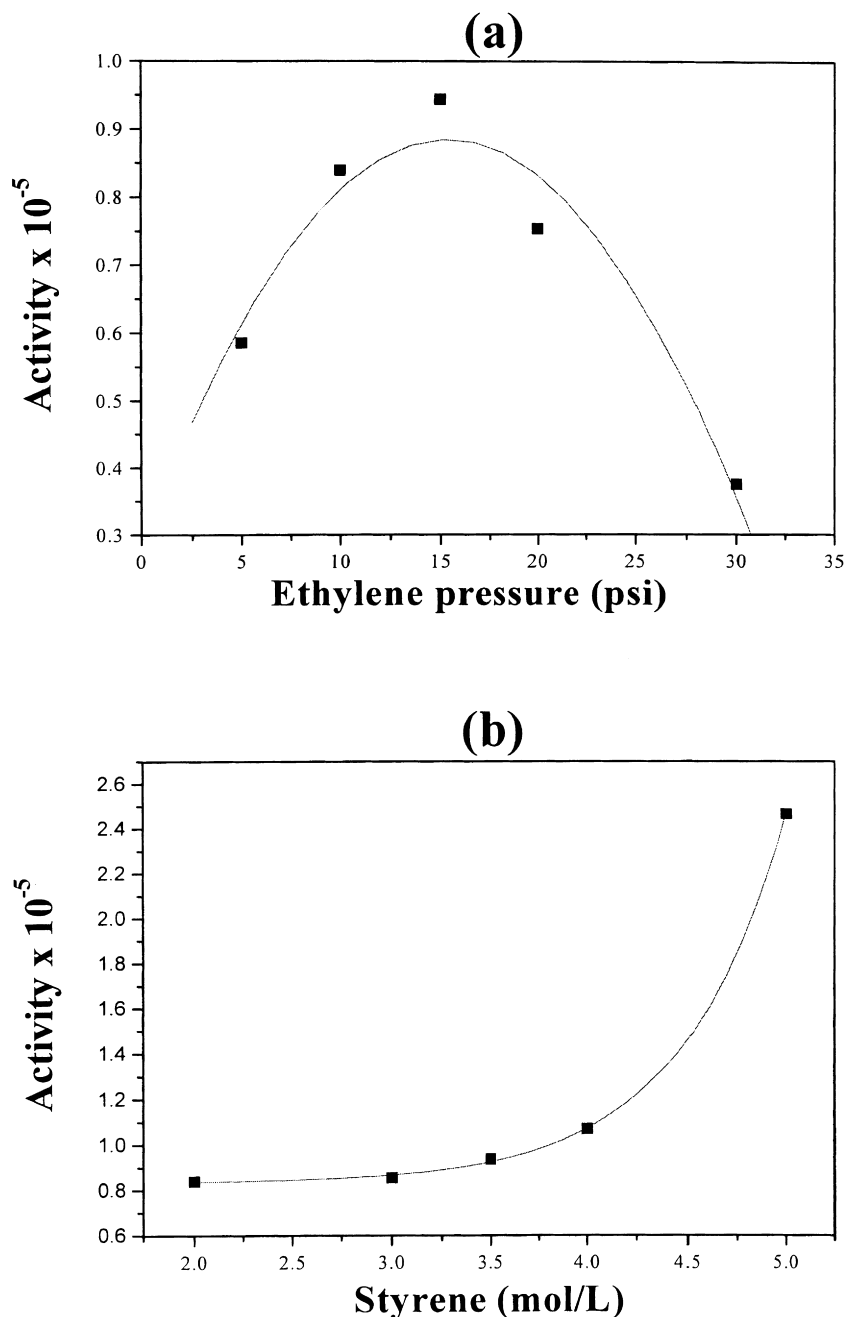 (a)
Activity x 10-5
1.0
0.9
0.8
0.7
0.6
0.5
0.4
0.3
0 5 10 15 20 25 30 35
Ethylene pressure (psi)
(b)
Activity x 10-5
2.6
2.4
2.2
2.0
1.8
1.6
1.4
1.2
1.0
0.8
0.6
2.0 2.5 3.0 3.5 4.0 4.5 5.0
Styrene (mol/L)